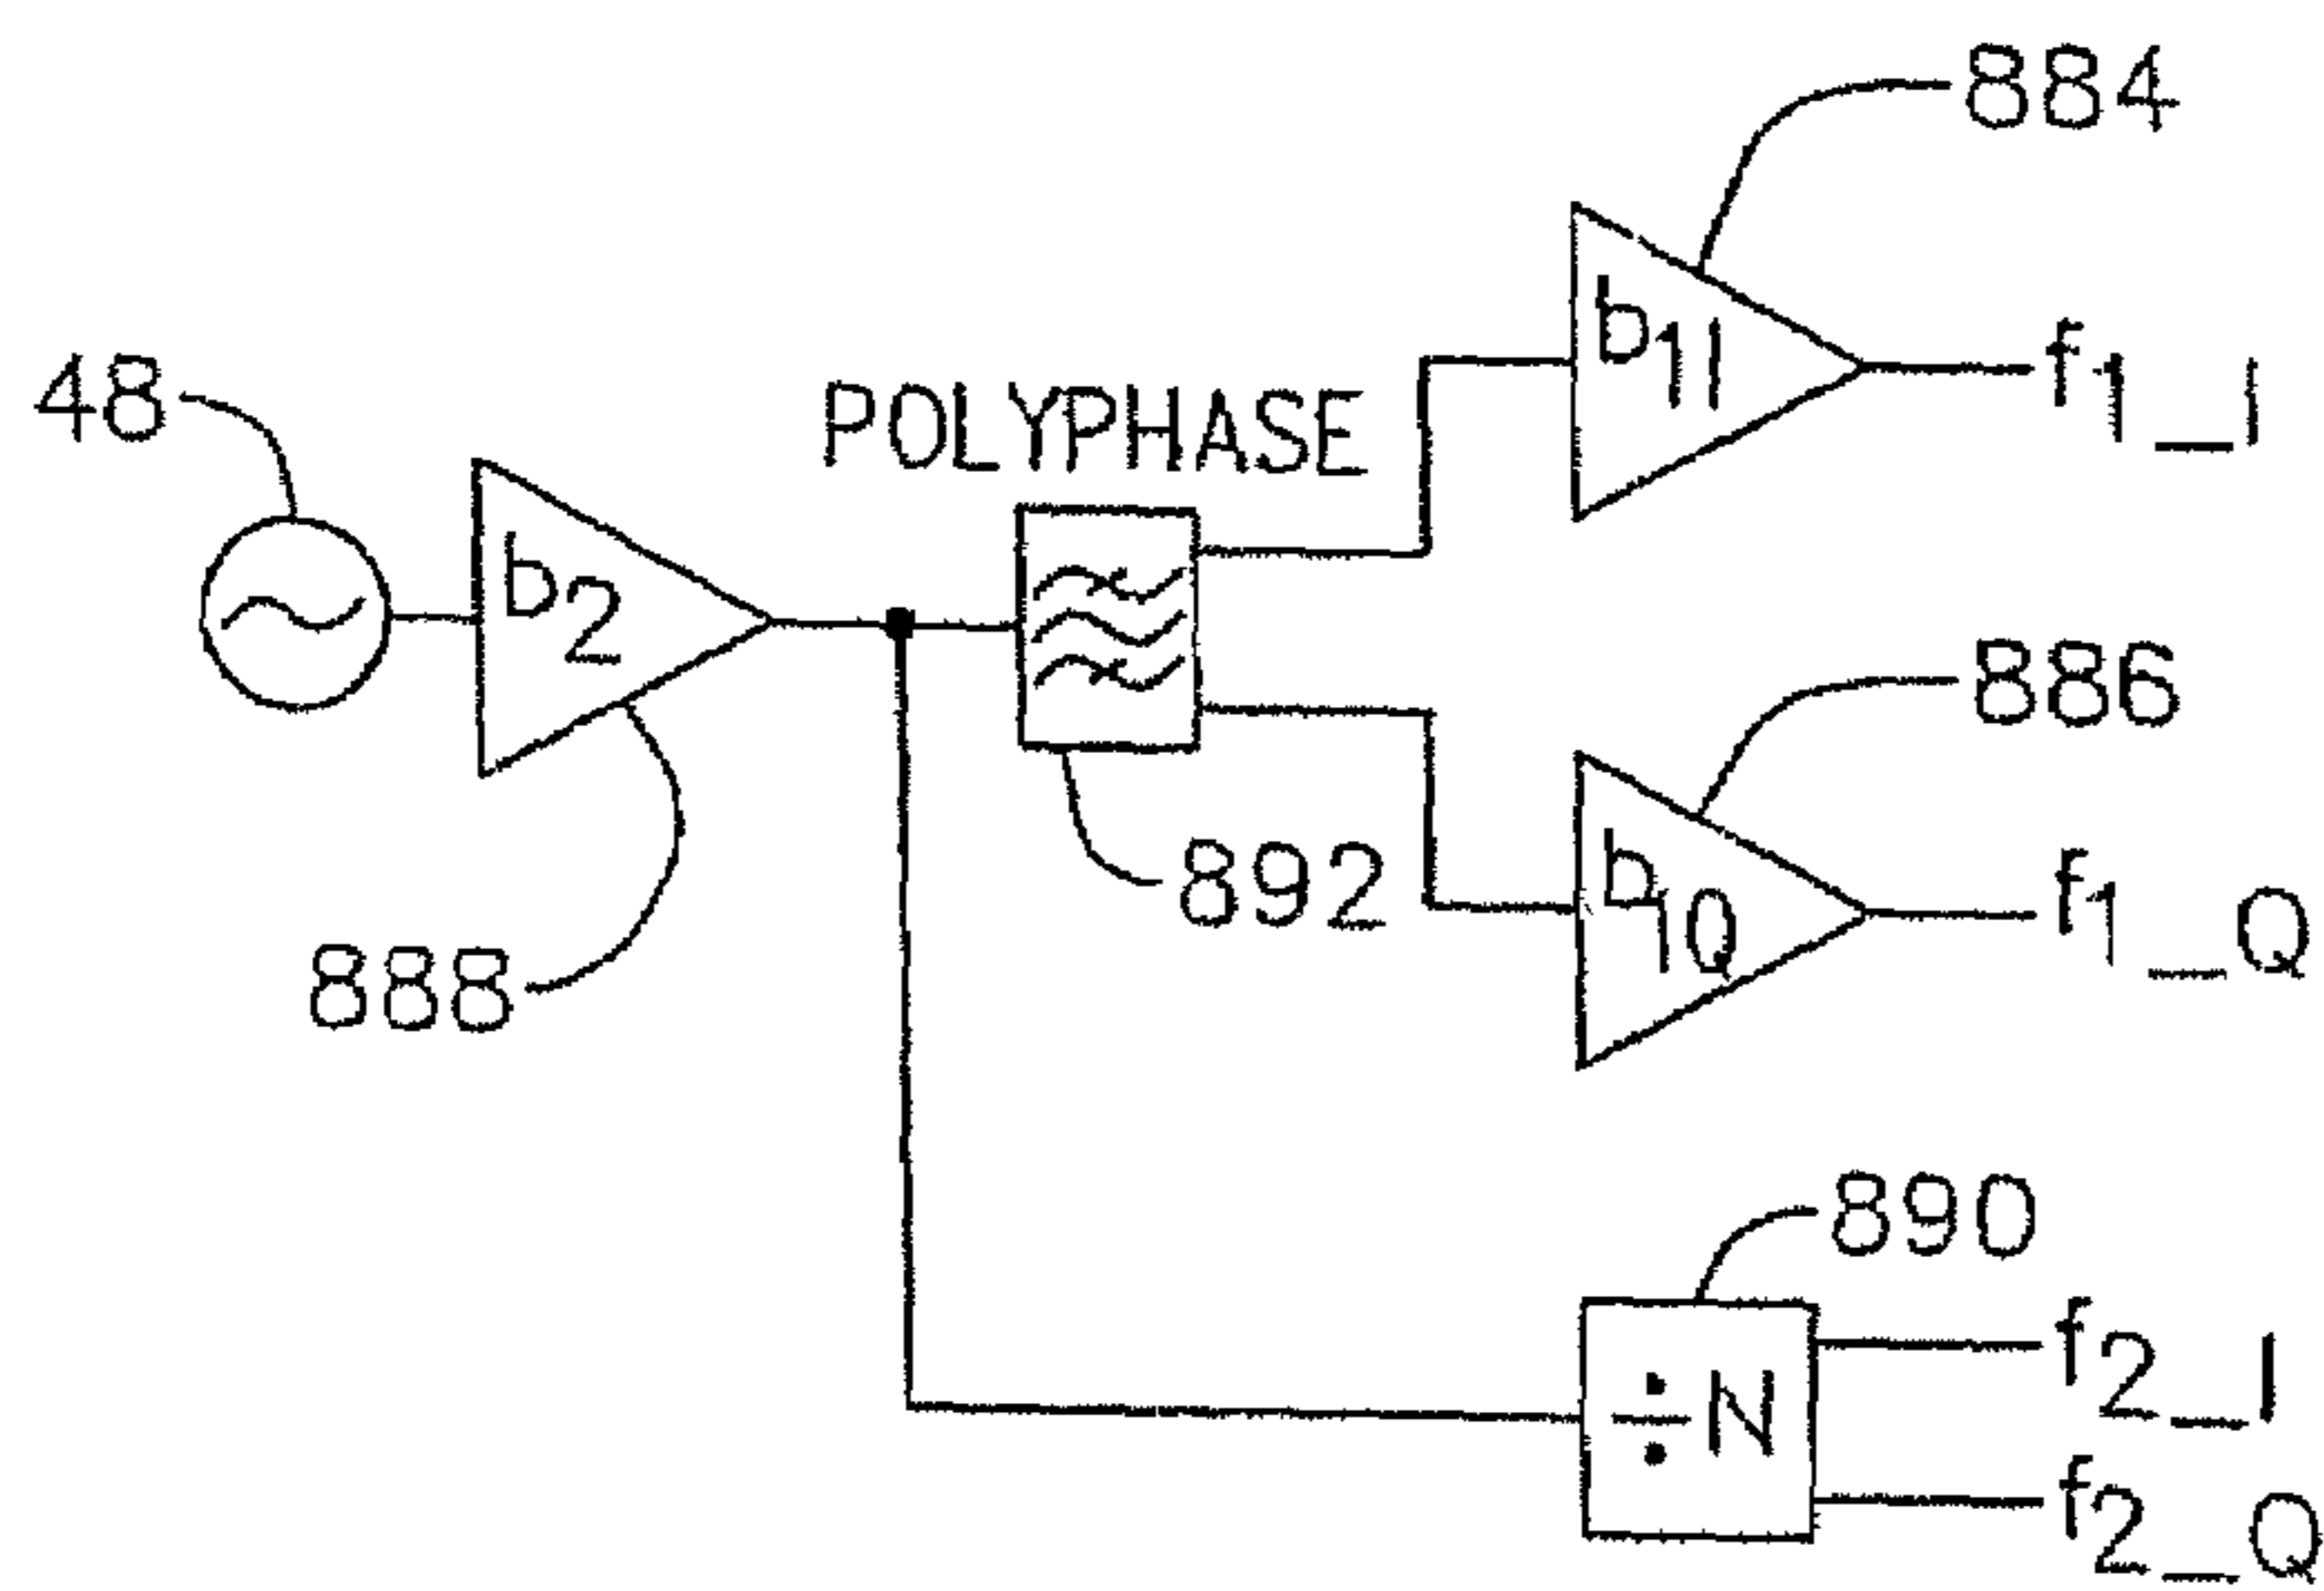 884
b1I
f1_I
48
POLYPHASE
b2
886
892
b1Q
f1_Q
888
890
÷N
f2_I
f2_Q